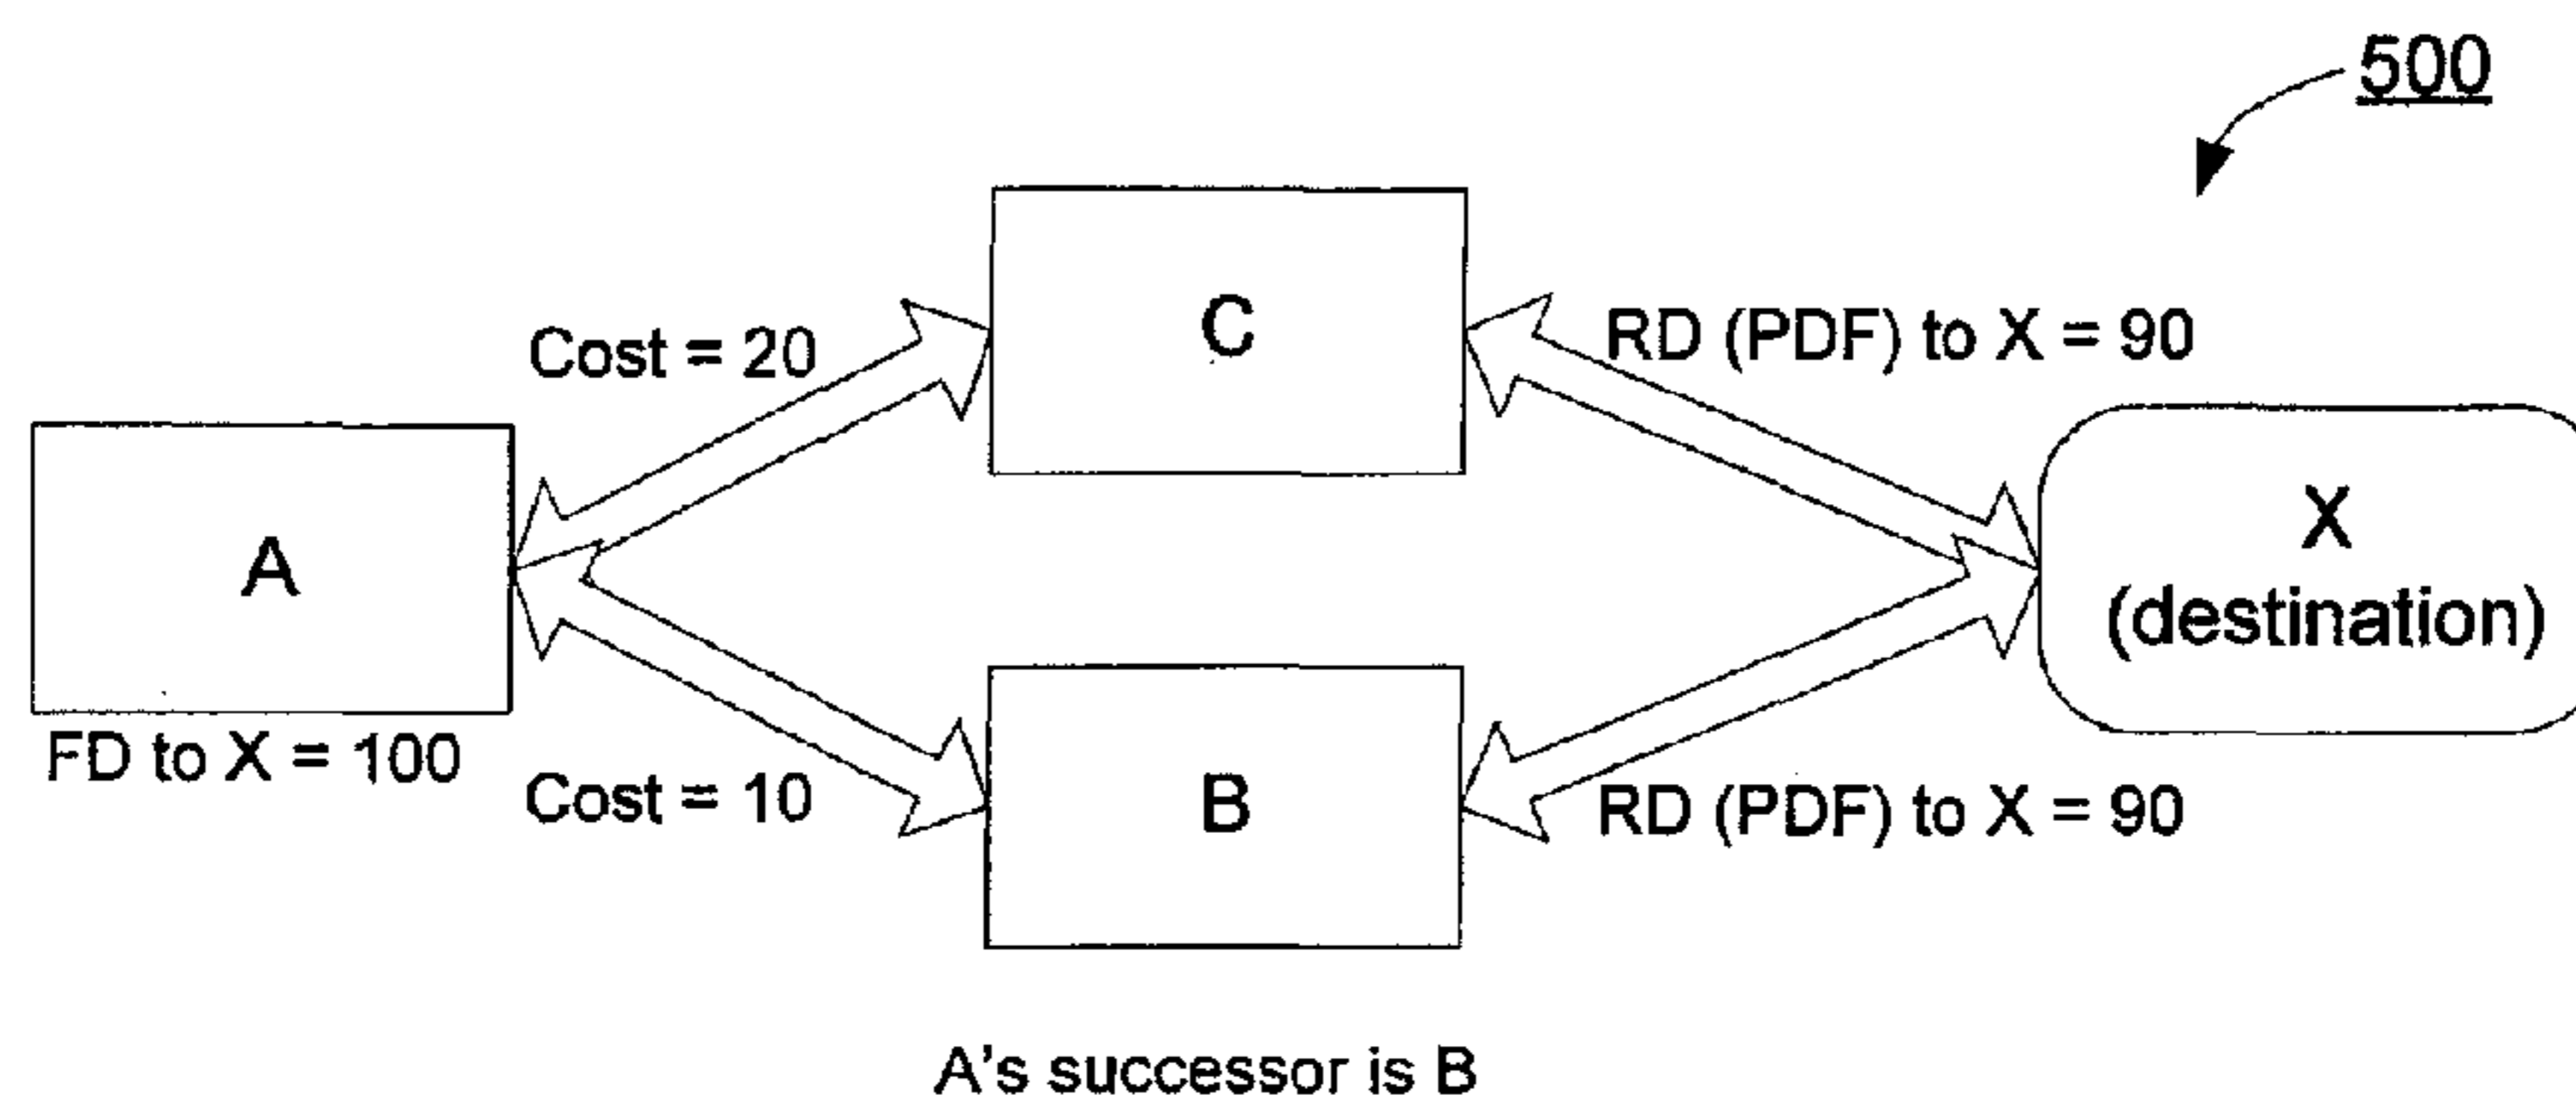 500
C
Cost = 20
RD (PDF) to X = 90
A
X
(destination)
FD to X = 100
Cost = 10
B
RD (PDF) to X = 90
A's successor is B